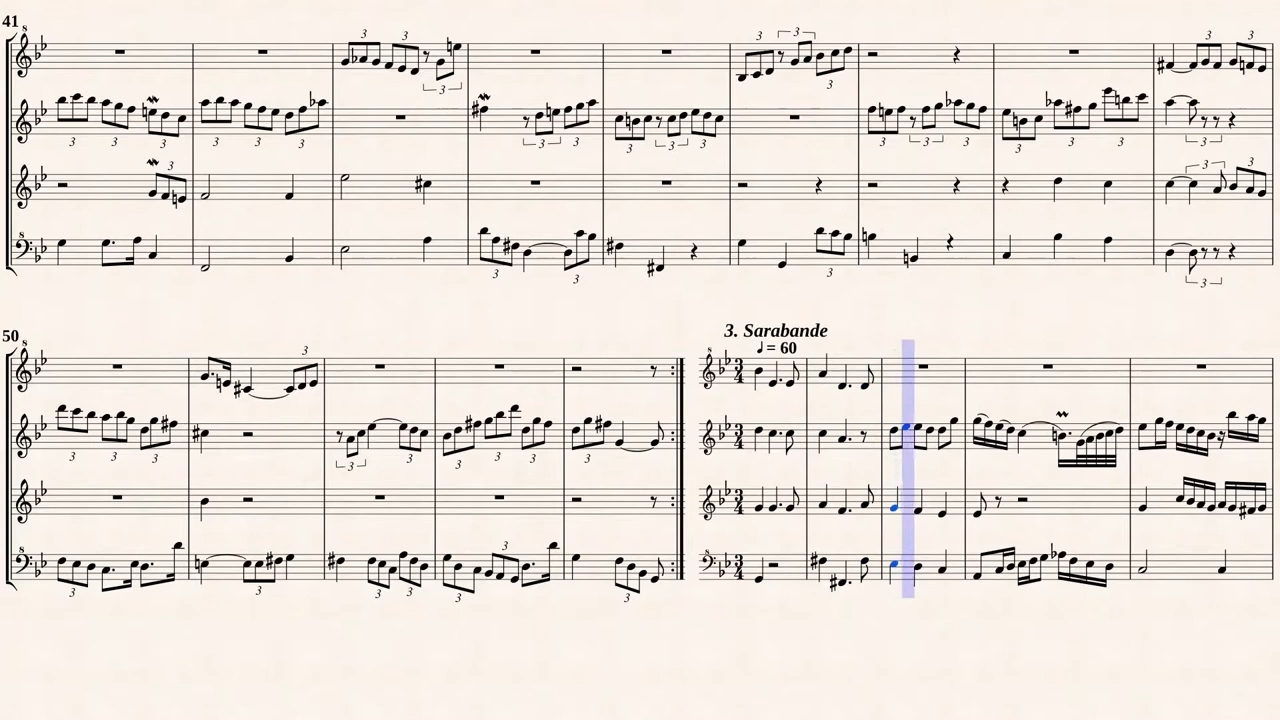 41
50
3. Sarabande
♩ = 60